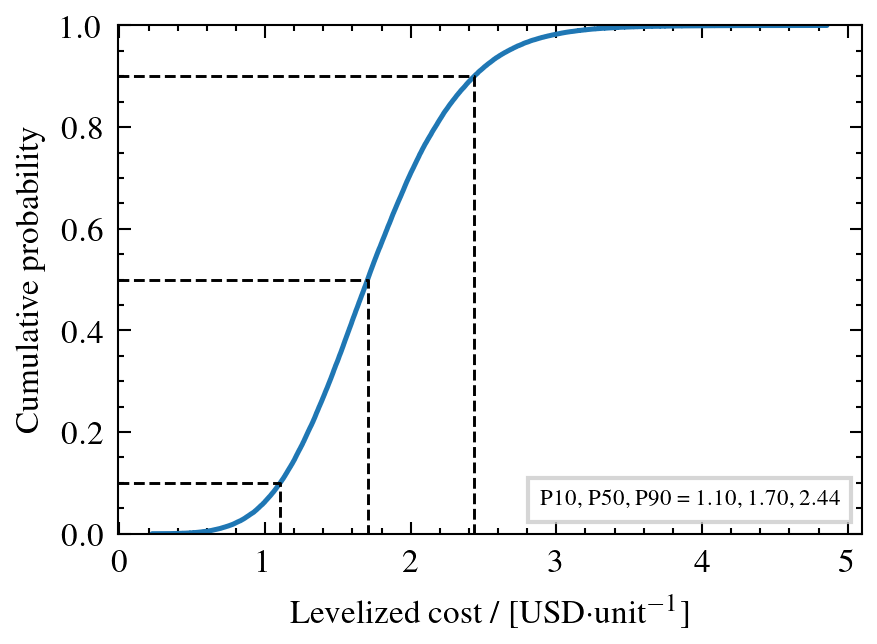 1.0
0.8
0.6
0.4
0.2
0.0
Cumulative probability
P10, P50, P90 = 1.10, 1.70, 2.44
0 1 2 3 4 5
Levelized cost / [USD·unit⁻¹]